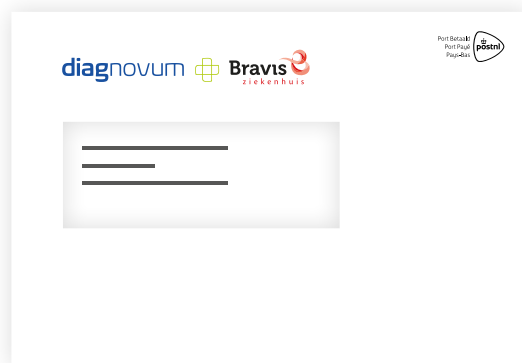 Port Betaald
Port Payé
Pays-Bas
postnl
diagnovum
Bravis
ziekenhuis